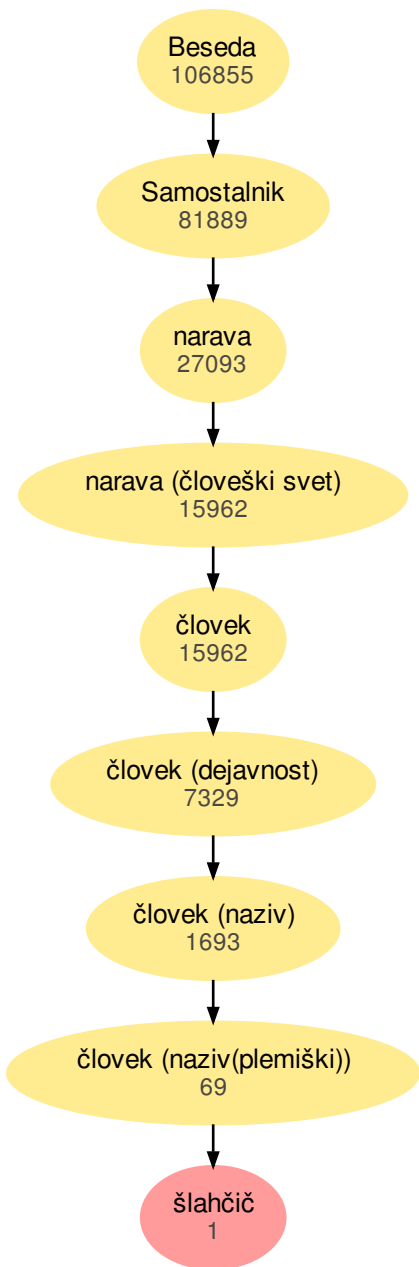 Beseda
106855
Samostalnik
81889
narava
27093
narava (človeški svet)
15962
človek
15962
človek (dejavnost)
7329
človek (naziv)
1693
človek (naziv(plemiški))
69
šlahčič
1